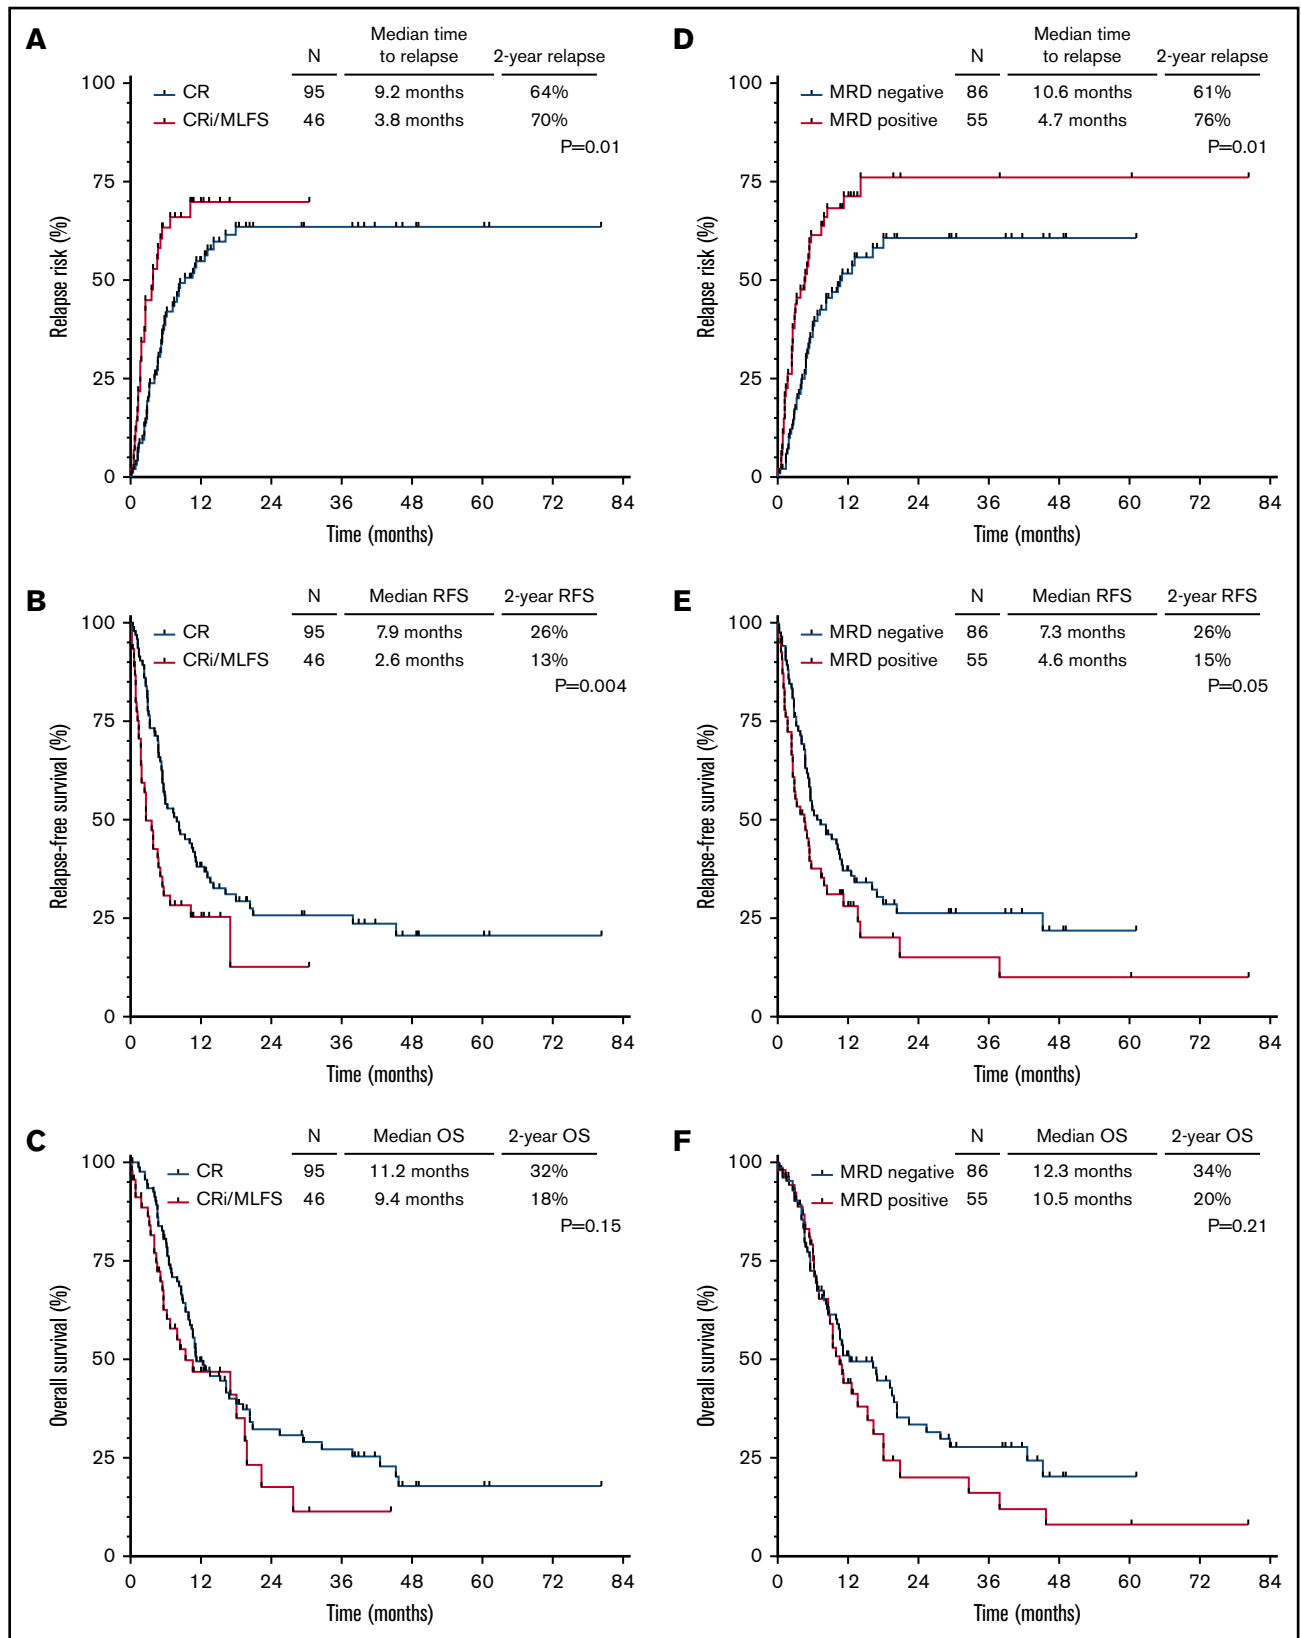 A
N Median time to relapse 2-year relapse
CR 95 9.2 months 64%
CRi/MLFS 46 3.8 months 70%
P=0.01
Relapse risk (%)
100
75
50
25
0
0 12 24 36 48 60 72 84
Time (months)
B
N Median RFS 2-year RFS
CR 95 7.9 months 26%
CRi/MLFS 46 2.6 months 13%
P=0.004
Relapse-free survival (%)
100
75
50
25
0
0 12 24 36 48 60 72 84
Time (months)
C
N Median OS 2-year OS
CR 95 11.2 months 32%
CRi/MLFS 46 9.4 months 18%
P=0.15
Overall survival (%)
100
75
50
25
0
0 12 24 36 48 60 72 84
Time (months)
D
N Median time to relapse 2-year relapse
MRD negative 86 10.6 months 61%
MRD positive 55 4.7 months 76%
P=0.01
Relapse risk (%)
100
75
50
25
0
0 12 24 36 48 60 72 84
Time (months)
E
N Median RFS 2-year RFS
MRD negative 86 7.3 months 26%
MRD positive 55 4.6 months 15%
P=0.05
Relapse-free survival (%)
100
75
50
25
0
0 12 24 36 48 60 72 84
Time (months)
F
N Median OS 2-year OS
MRD negative 86 12.3 months 34%
MRD positive 55 10.5 months 20%
P=0.21
Overall survival (%)
100
75
50
25
0
0 12 24 36 48 60 72 84
Time (months)